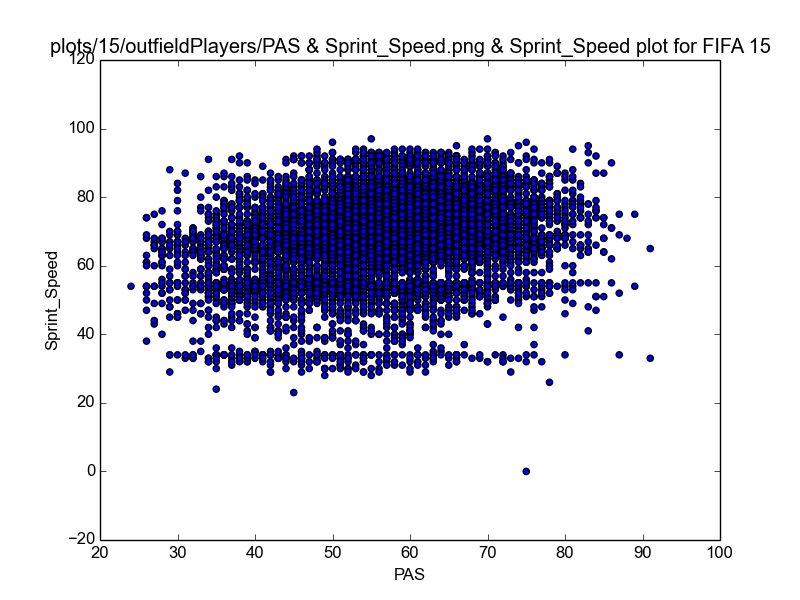 plots/15/outfieldPlayers/PAS & Sprint_Speed.png & Sprint_Speed plot for FIFA 15
120
100
80
60
40
20
0
−20
Sprint_Speed
20 30 40 50 60 70 80 90 100
PAS